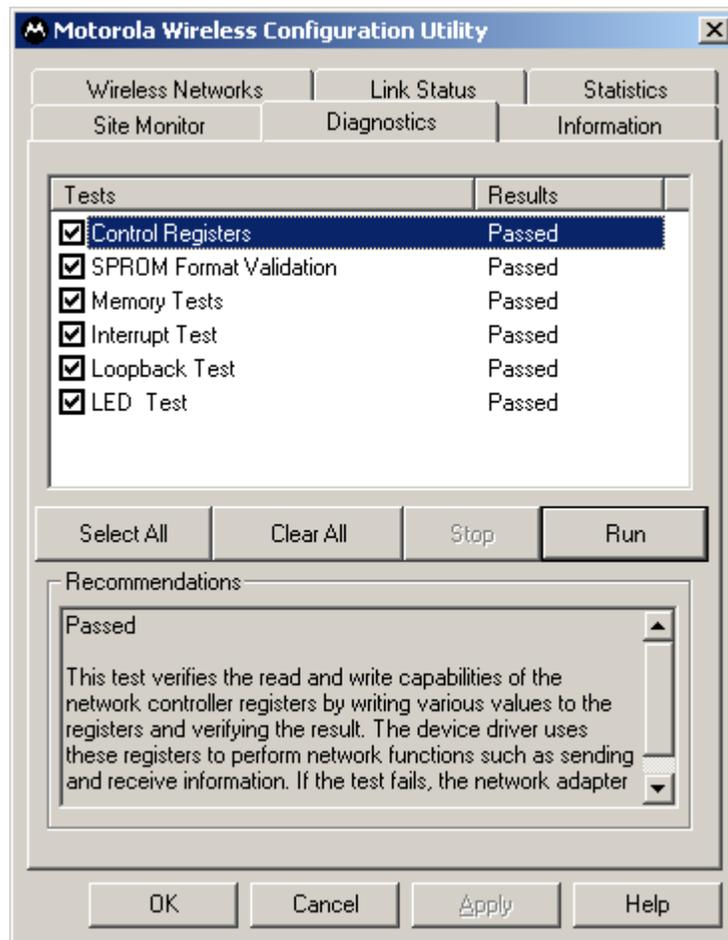 Motorola Wireless Configuration Utility
Wireless Networks Link Status Statistics
Site Monitor Diagnostics Information
Tests Results
Control Registers Passed
SPROM Format Validation Passed
Memory Tests Passed
Interrupt Test Passed
Loopback Test Passed
LED Test Passed
Select All Clear All Stop Run
Recommendations
Passed
This test verifies the read and write capabilities of the
network controller registers by writing various values to the
registers and verifying the result. The device driver uses
these registers to perform network functions such as sending
and receive information. If the test fails, the network adapter
OK Cancel Apply Help